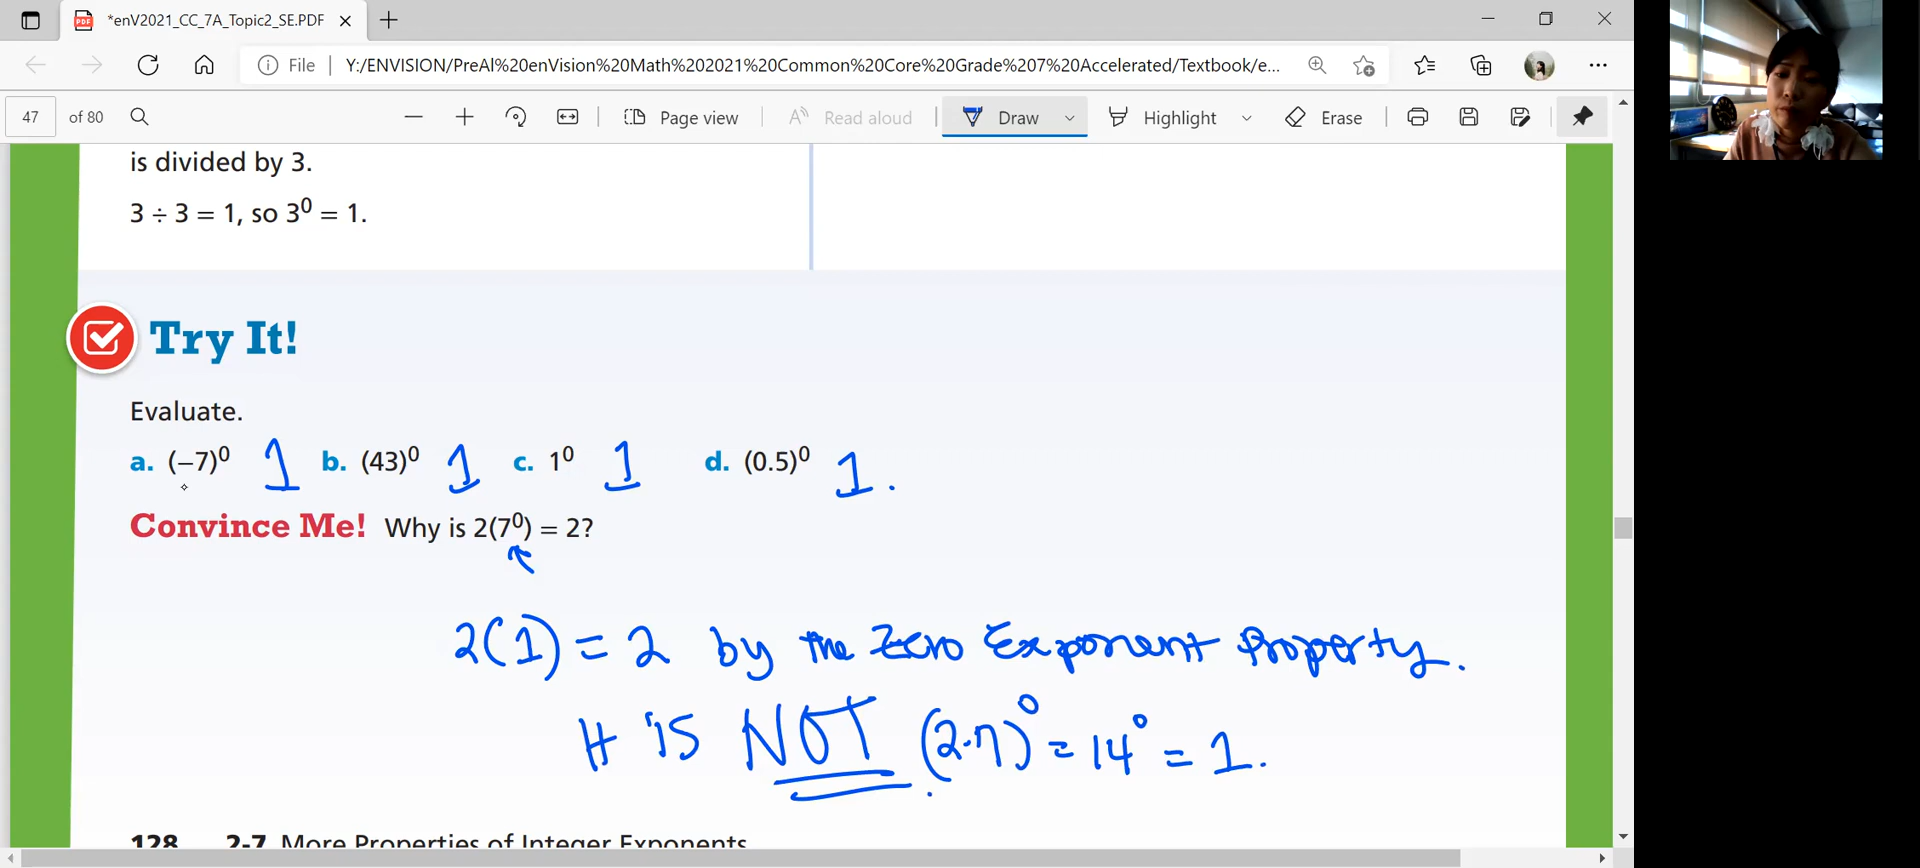 *enV2021_CC_7A_Topic2_SE.PDF
File Y:/ENVISION/PreAl%20enVision%20Math%202021%20Common%20Core%20Grade%207%20Accelerated/Textbook/e...
47 of 80 Page view Read aloud Draw Highlight Erase
is divided by 3.
3 ÷ 3 = 1, so 3⁰ = 1.
Try It!
Evaluate.
a. (−7)⁰ 1 b. (43)⁰ 1 c. 1⁰ 1 d. (0.5)⁰ 1.
Convince Me! Why is 2(7⁰) = 2?
2(1) = 2 by the Zero Exponent Property.
It is NOT (2·7)⁰ = 14⁰ = 1.
128 2-7 More Properties of Integer Exponents